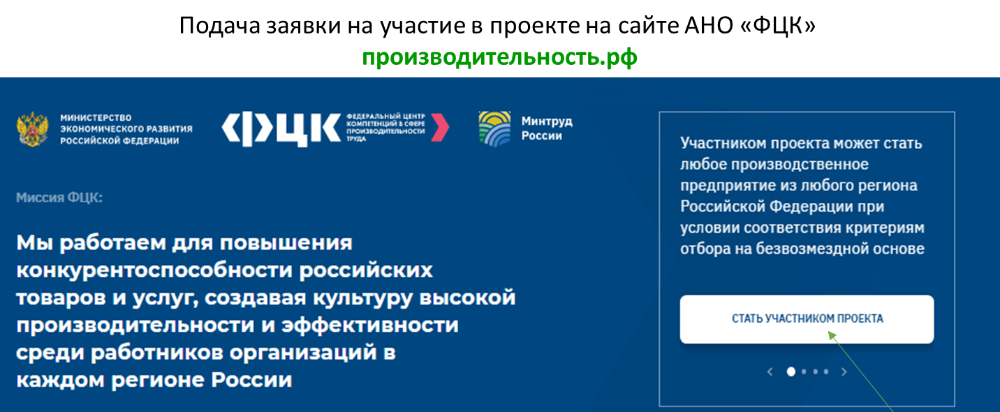 Подача заявки на участие в проекте на сайте АНО «ФЦК»
производительность.рф
МИНИСТЕРСТВО
ЭКОНОМИЧЕСКОГО РАЗВИТИЯ
РОССИЙСКОЙ ФЕДЕРАЦИИ
ФЦК
ФЕДЕРАЛЬНЫЙ ЦЕНТР
КОМПЕТЕНЦИЙ В СФЕРЕ
ПРОИЗВОДИТЕЛЬНОСТИ
ТРУДА
Минтруд
России
Миссия ФЦК:
Мы работаем для повышения
конкурентоспособности российских
товаров и услуг, создавая культуру высокой
производительности и эффективности
среди работников организаций в
каждом регионе России
Участником проекта может стать
любое производственное
предприятие из любого региона
Российской Федерации при
условии соответствия критериям
отбора на безвозмездной основе
СТАТЬ УЧАСТНИКОМ ПРОЕКТА